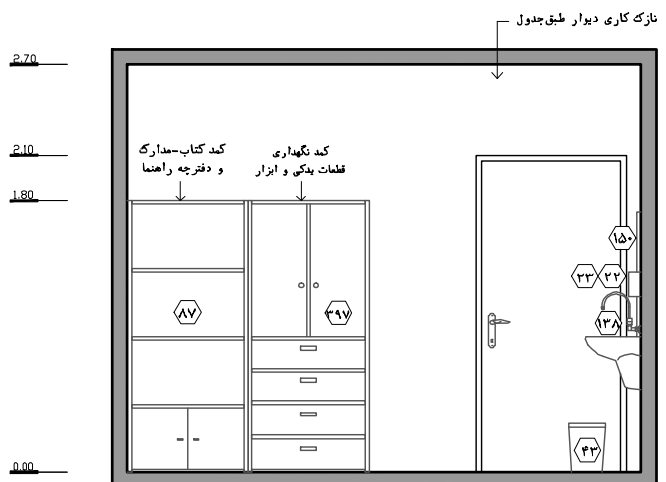 نازک کاری دیوار طبق جدول
2.70
2.10
1.80
0.00
کمد کتاب-مدارک
و دفترچه راهنما
کمد نگهداری
قطعات یدکی و ابزار
۱۵۰
۲۳ ۲۲
۱۳۸
۸۷
۳۹۷
۴۳